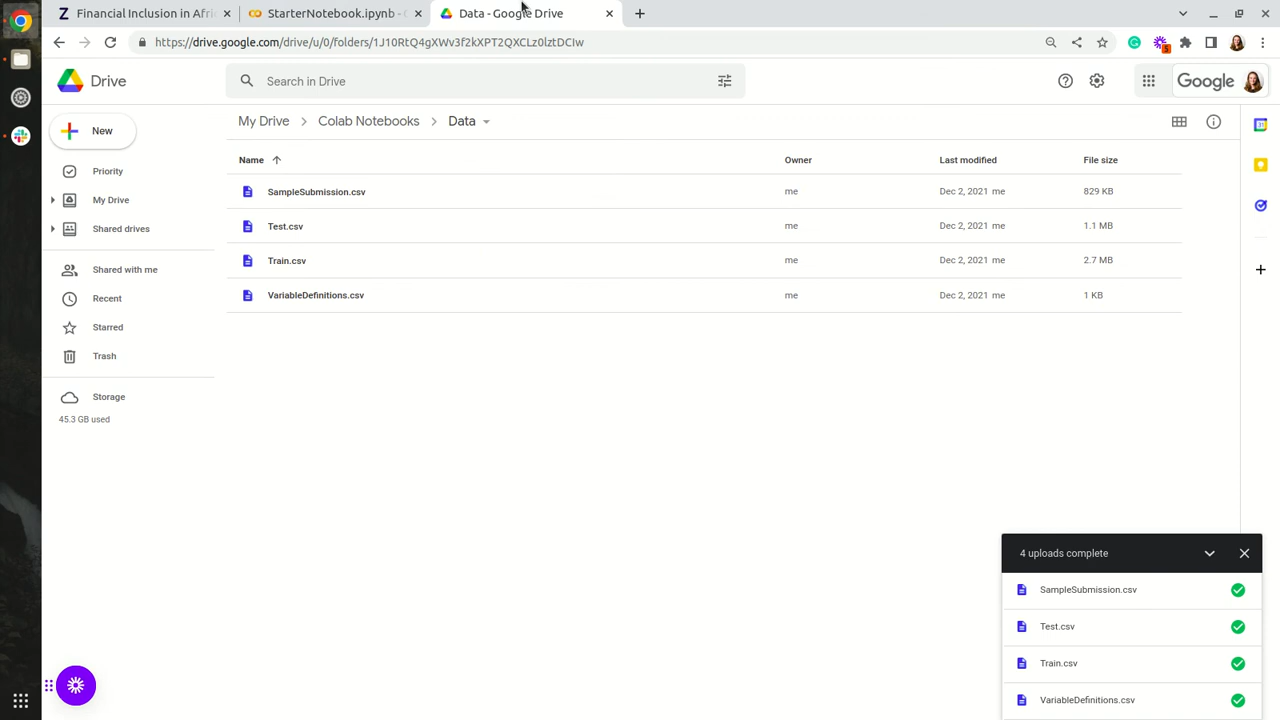 Financial Inclusion in Afri
StarterNotebook.ipynb - C
Data - Google Drive
https://drive.google.com/drive/u/0/folders/1J10RtQ4gXWv3f2kXPT2QXCLz0lztDCIw
5
Drive
Search in Drive
Google
New
My Drive
Colab Notebooks
Data
Priority
My Drive
Shared drives
Shared with me
Recent
Starred
Trash
Storage
45.3 GB used
Name Owner Last modified File size
SampleSubmission.csv me Dec 2, 2021 me 829 KB
Test.csv me Dec 2, 2021 me 1.1 MB
Train.csv me Dec 2, 2021 me 2.7 MB
VariableDefinitions.csv me Dec 2, 2021 me 1 KB
4 uploads complete
SampleSubmission.csv
Test.csv
Train.csv
VariableDefinitions.csv